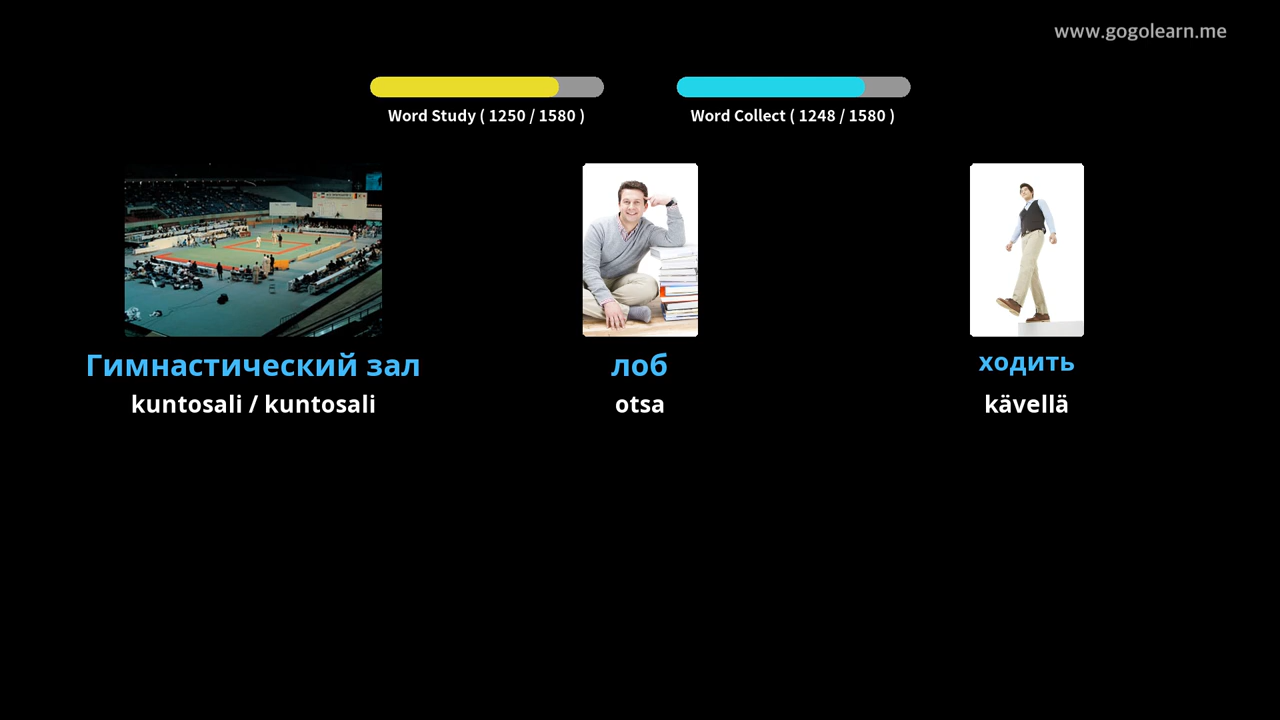 www.gogolearn.me
Word Study ( 1250 / 1580 )
Word Collect ( 1248 / 1580 )
Гимнастический зал
kuntosali / kuntosali
лоб
otsa
ходить
kävellä